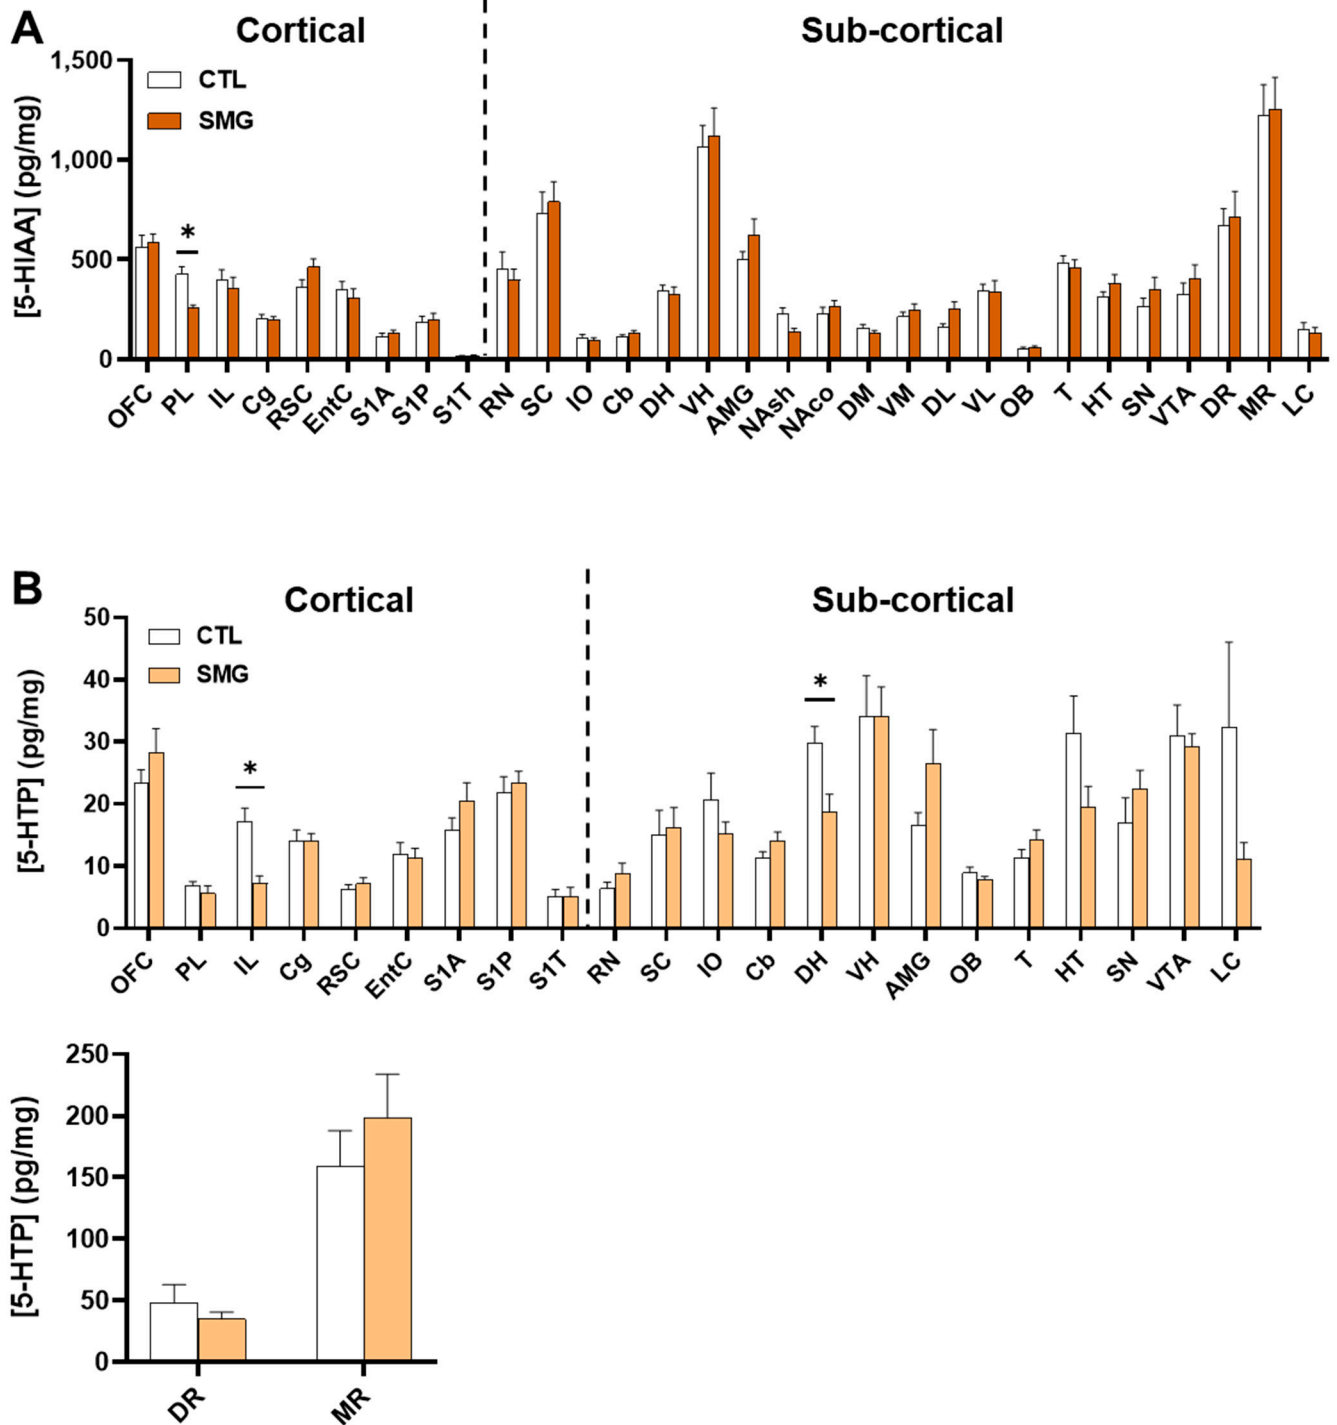 A
Cortical
Sub-cortical
[5-HIAA] (pg/mg)
1,500
1,000
500
0
CTL
SMG
*
OFC PL IL Cg RSC EntC S1A S1P S1T RN SC IO Cb DH VH AMG NAsh NAco DM VM DL VL OB T HT SN VTA DR MR LC
B
Cortical
Sub-cortical
[5-HTP] (pg/mg)
50
40
30
20
10
0
CTL
SMG
*
*
OFC PL IL Cg RSC EntC S1A S1P S1T RN SC IO Cb DH VH AMG OB T HT SN VTA LC
[5-HTP] (pg/mg)
250
200
150
100
50
0
DR MR